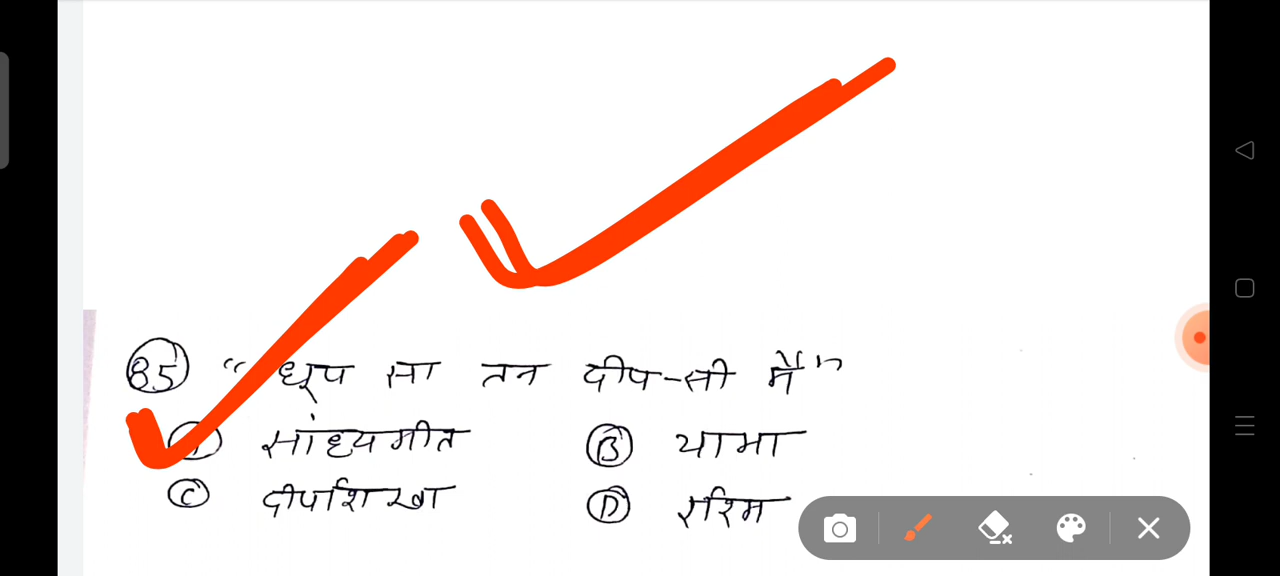 85 “ धूप सा तन दीप-सी मैं”
सांध्यगीत B यामा
C दीपशिखा D रश्मि